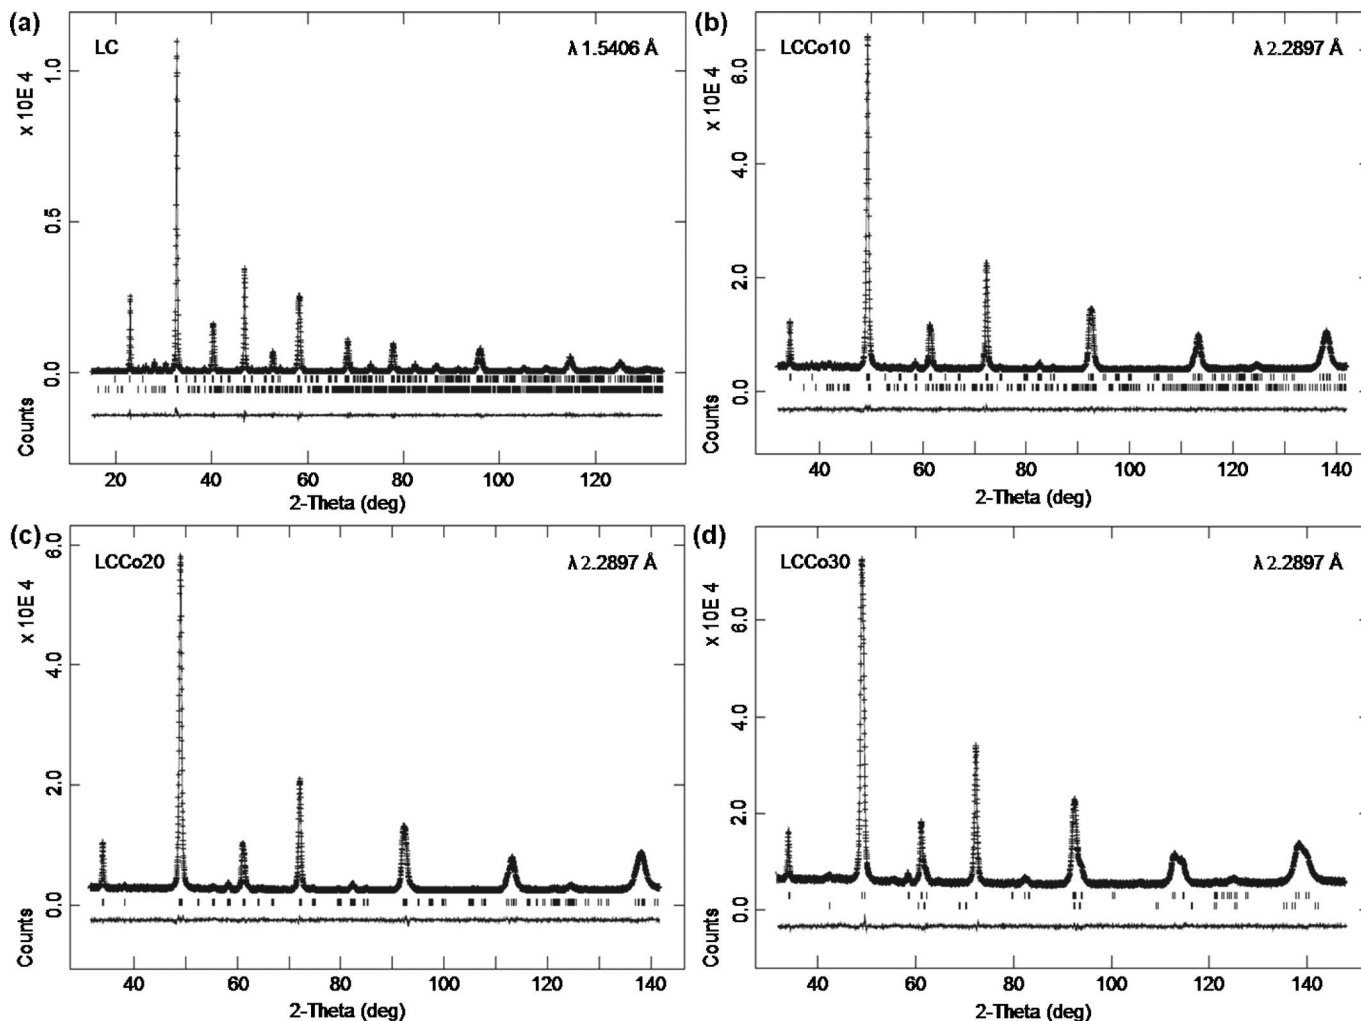 (a)
LC
λ 1.5406 Å
x 10E 4
1.0
0.5
0.0
Counts
20 40 60 80 100 120
2-Theta (deg)
(b)
LCCo10
λ 2.2897 Å
x 10E 4
6.0
4.0
2.0
0.0
Counts
40 60 80 100 120 140
2-Theta (deg)
(c)
LCCo20
λ 2.2897 Å
x 10E 4
6.0
4.0
2.0
0.0
Counts
40 60 80 100 120 140
2-Theta (deg)
(d)
LCCo30
λ 2.2897 Å
x 10E 4
6.0
4.0
2.0
0.0
Counts
40 60 80 100 120 140
2-Theta (deg)